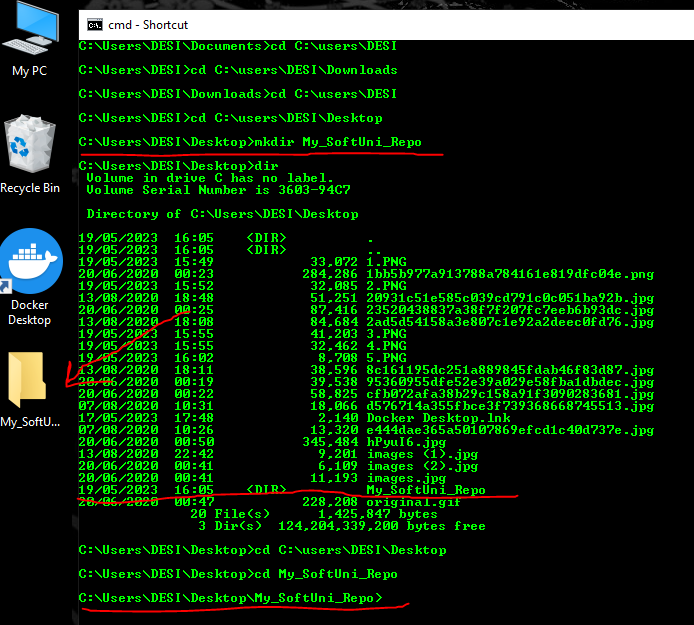 My PC
Recycle Bin
Docker
Desktop
My_SoftU...
cmd - Shortcut
C:\Users\DESI\Documents>cd C:\users\DESI
C:\Users\DESI>cd C:\users\DESI\Downloads
C:\Users\DESI\Downloads>cd C:\users\DESI
C:\Users\DESI>cd C:\users\DESI\Desktop
C:\Users\DESI\Desktop>mkdir My_SoftUni_Repo
C:\Users\DESI\Desktop>dir
Volume in drive C has no label.
Volume Serial Number is 3603-94C7
Directory of C:\Users\DESI\Desktop
19/05/2023 16:05 <DIR> .
19/05/2023 16:05 <DIR> ..
19/05/2023 15:49 33,072 1.PNG
20/06/2020 00:23 284,286 1bb5b977a913788a784161e819dfc04e.png
19/05/2023 15:52 32,085 2.PNG
13/08/2020 18:48 51,251 20931c51e585c039cd791c0c051ba92b.jpg
20/06/2020 00:25 87,416 23520438837a38f7f207fc7eeb6b93dc.jpg
13/08/2020 18:08 84,684 2ad5d54158a3e807c1e92a2deec0fd76.jpg
19/05/2023 15:55 41,203 3.PNG
19/05/2023 15:55 32,462 4.PNG
19/05/2023 16:02 8,708 5.PNG
13/08/2020 18:11 38,596 8c161195dc251a889845fdab46f83d87.jpg
20/06/2020 00:19 39,538 95360955dfe52e39a029e58fba1dbdec.jpg
20/06/2020 00:22 58,825 cfb072afa38b29c158a91f3090283681.jpg
07/08/2020 10:31 18,066 d576714a355fbce3f739368668745513.jpg
17/05/2023 17:48 2,140 Docker Desktop.lnk
07/08/2020 10:26 13,320 e444dae365a50107869efcd1c40d737e.jpg
20/06/2020 00:50 345,484 hPyuI6.jpg
13/08/2020 22:42 9,201 images (1).jpg
20/06/2020 00:41 6,109 images (2).jpg
20/06/2020 00:41 11,193 images.jpg
19/05/2023 16:05 <DIR> My_SoftUni_Repo
20/06/2020 00:47 228,208 original.gif
20 File(s) 1,425,847 bytes
3 Dir(s) 124,204,339,200 bytes free
C:\Users\DESI\Desktop>cd C:\users\DESI\Desktop
C:\Users\DESI\Desktop>cd My_SoftUni_Repo
C:\Users\DESI\Desktop\My_SoftUni_Repo>